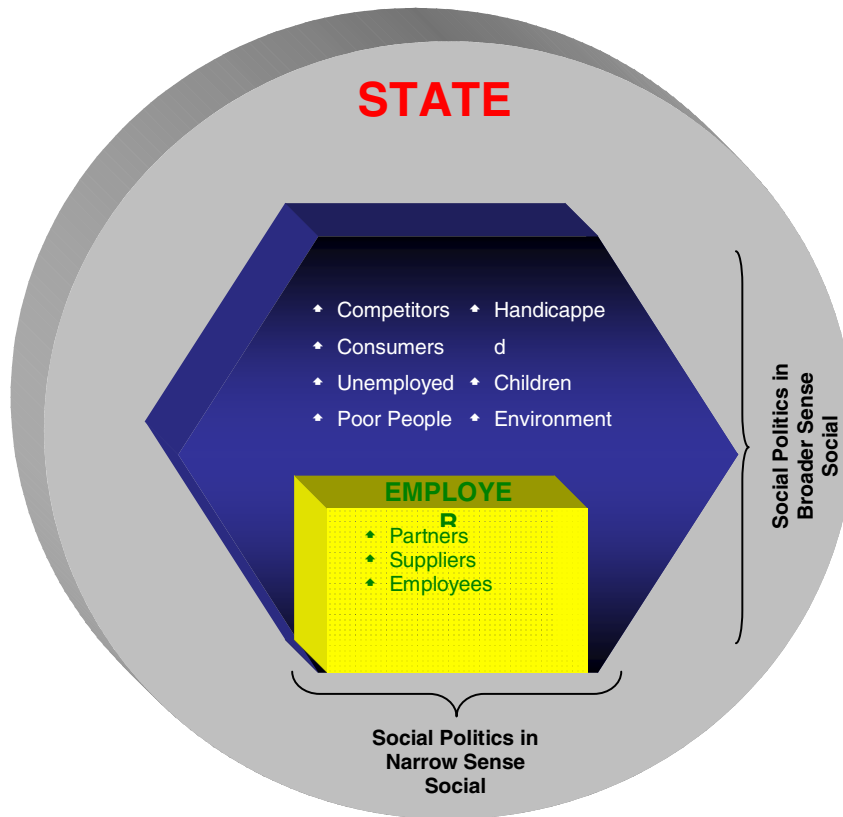 STATE
Competitors
Consumers
Unemployed
Poor People
Handicappe
d
Children
Environment
EMPLOYE
R
Partners
Suppliers
Employees
Social Politics in
Broader Sense
Social
Social Politics in
Narrow Sense
Social